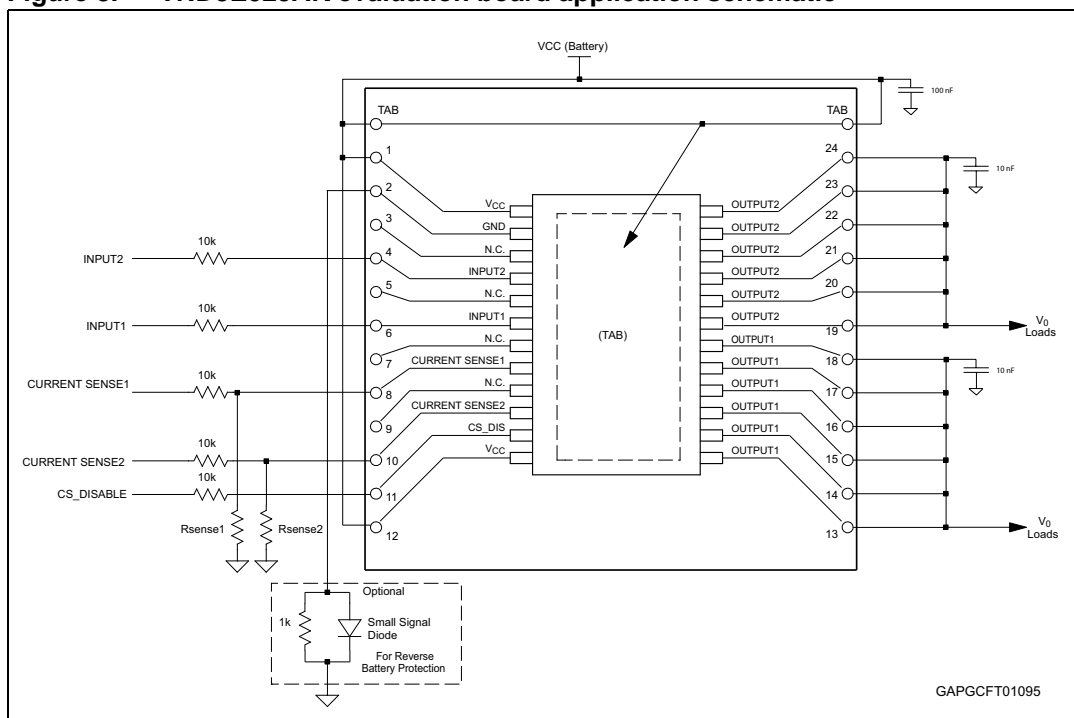 VCC (Battery)
100 nF
TAB
TAB
1
24
10 nF
2
23
VCC
OUTPUT2
3
22
GND
OUTPUT2
10k
N.C.
OUTPUT2
INPUT2
4
21
INPUT2
OUTPUT2
5
20
N.C.
OUTPUT2
10k
INPUT1
6
INPUT1
OUTPUT2
19
V0
Loads
(TAB)
N.C.
OUTPUT1
7
18
10k
CURRENT SENSE1
OUTPUT1
10 nF
CURRENT SENSE1
8
17
N.C.
OUTPUT1
9
16
CURRENT SENSE2
OUTPUT1
10k
CS_DIS
OUTPUT1
CURRENT SENSE2
10
15
VCC
OUTPUT1
10k
CS_DISABLE
11
14
Rsense1
Rsense2
12
13
V0
Loads
Optional
1k
Small Signal
Diode
For Reverse
Battery Protection
GAPGCFT01095